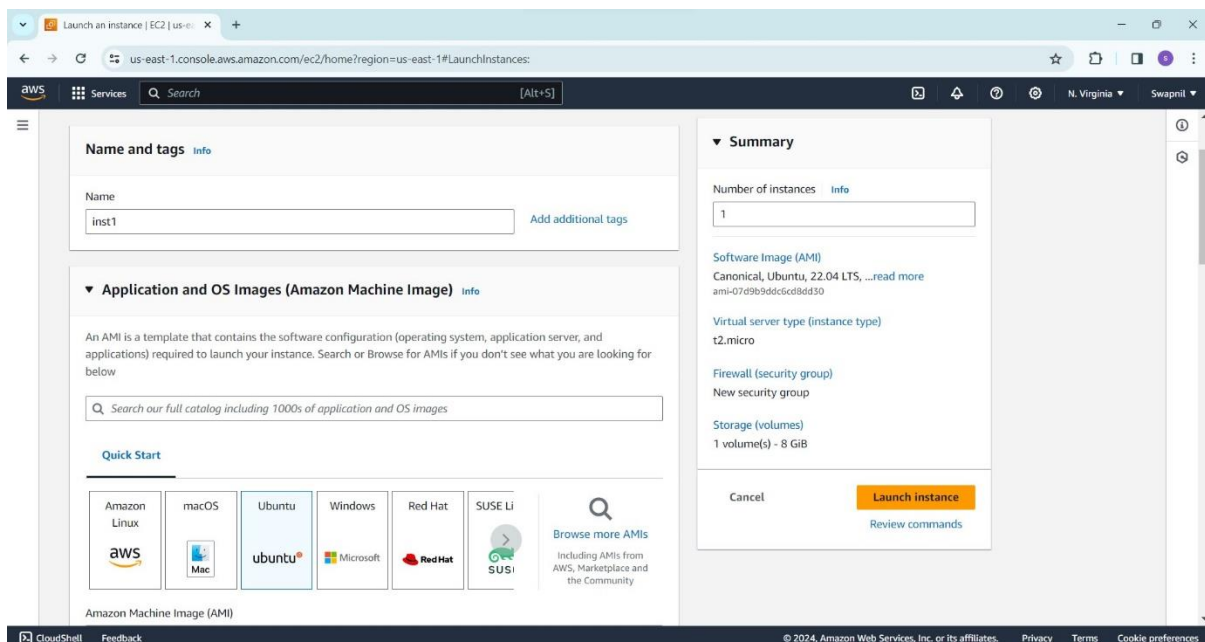 Launch an instance | EC2 | us-ea
us-east-1.console.aws.amazon.com/ec2/home?region=us-east-1#LaunchInstances:
aws
Services
Search
[Alt+S]
N. Virginia
Swapnil
Name and tags Info
Name
inst1
Add additional tags
Application and OS Images (Amazon Machine Image) Info
An AMI is a template that contains the software configuration (operating system, application server, and
applications) required to launch your instance. Search or Browse for AMIs if you don't see what you are looking for
below
Search our full catalog including 1000s of application and OS images
Quick Start
Amazon
Linux
aws
macOS
Mac
Ubuntu
ubuntu
Windows
Microsoft
Red Hat
Red Hat
SUSE Li
SUS
Browse more AMIs
Including AMIs from
AWS, Marketplace and
the Community
Amazon Machine Image (AMI)
Summary
Number of instances Info
1
Software Image (AMI)
Canonical, Ubuntu, 22.04 LTS, ...read more
ami-07d9b9ddc6cd8dd30
Virtual server type (instance type)
t2.micro
Firewall (security group)
New security group
Storage (volumes)
1 volume(s) - 8 GiB
Cancel
Launch instance
Review commands
CloudShell
Feedback
© 2024, Amazon Web Services, Inc. or its affiliates.
Privacy
Terms
Cookie preferences